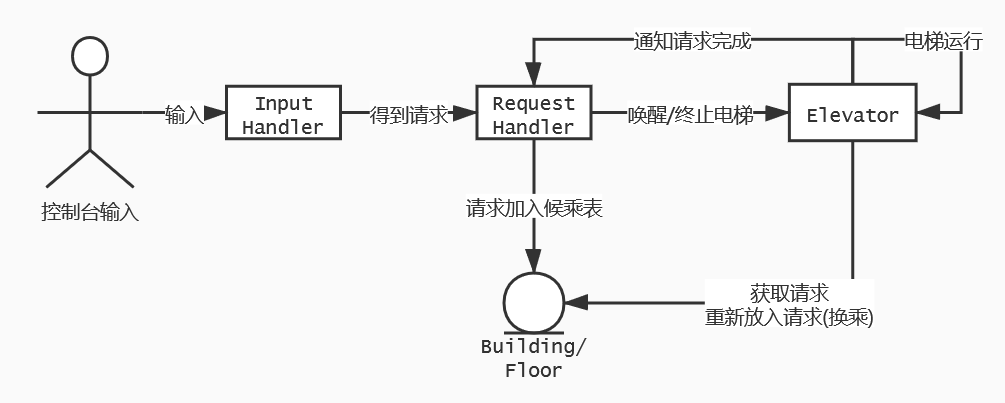 通知请求完成
电梯运行
输入
Input
Handler
得到请求
Request
Handler
唤醒/终止电梯
Elevator
控制台输入
请求加入候乘表
获取请求
重新放入请求(换乘)
Building/
Floor